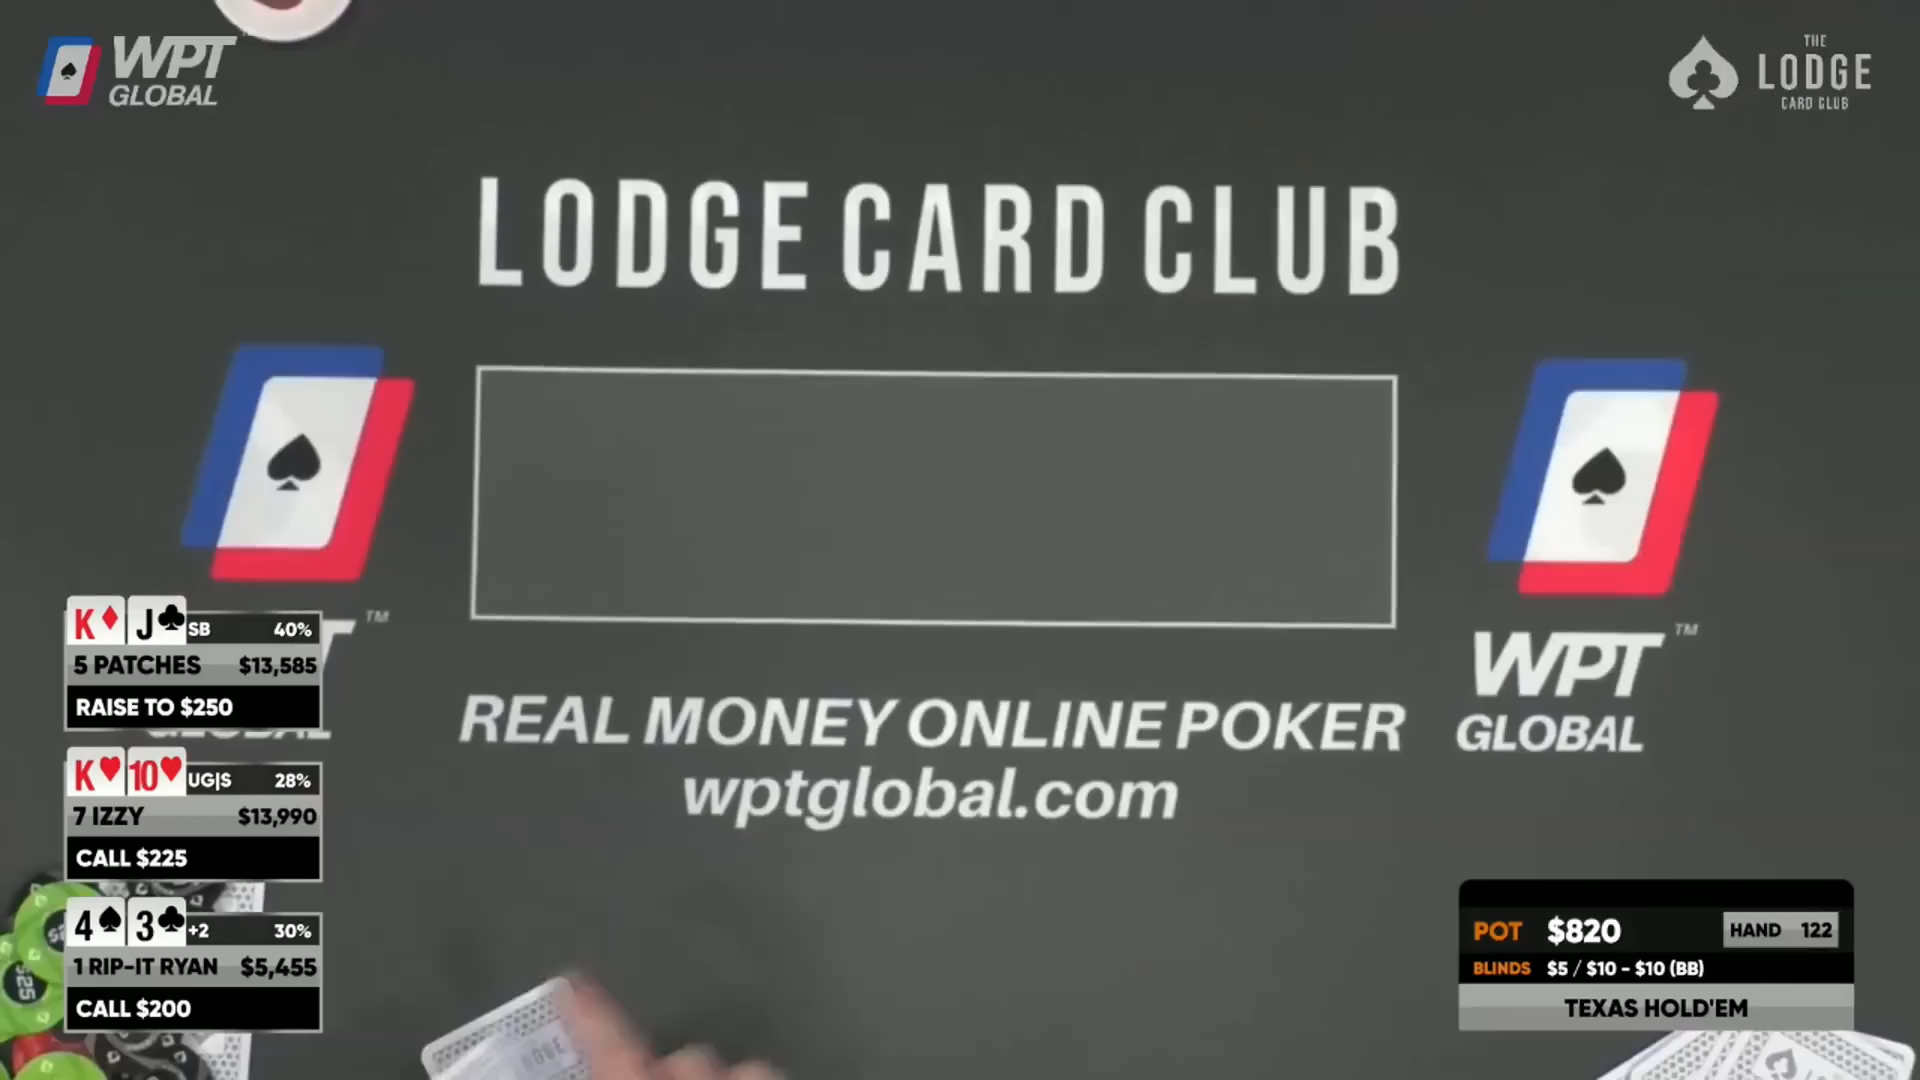 WPT
GLOBAL
THE
LODGE
CARD CLUB
LODGE CARD CLUB
TM
K J SB 40%
5 PATCHES $13,585
RAISE TO $250
K 10 UG|S 28%
7 IZZY $13,990
CALL $225
4 3 +2 30%
1 RIP-IT RYAN $5,455
CALL $200
REAL MONEY ONLINE POKER
wptglobal.com
TM
WPT
GLOBAL
POT $820 HAND 122
BLINDS $5 / $10 - $10 (BB)
TEXAS HOLD'EM